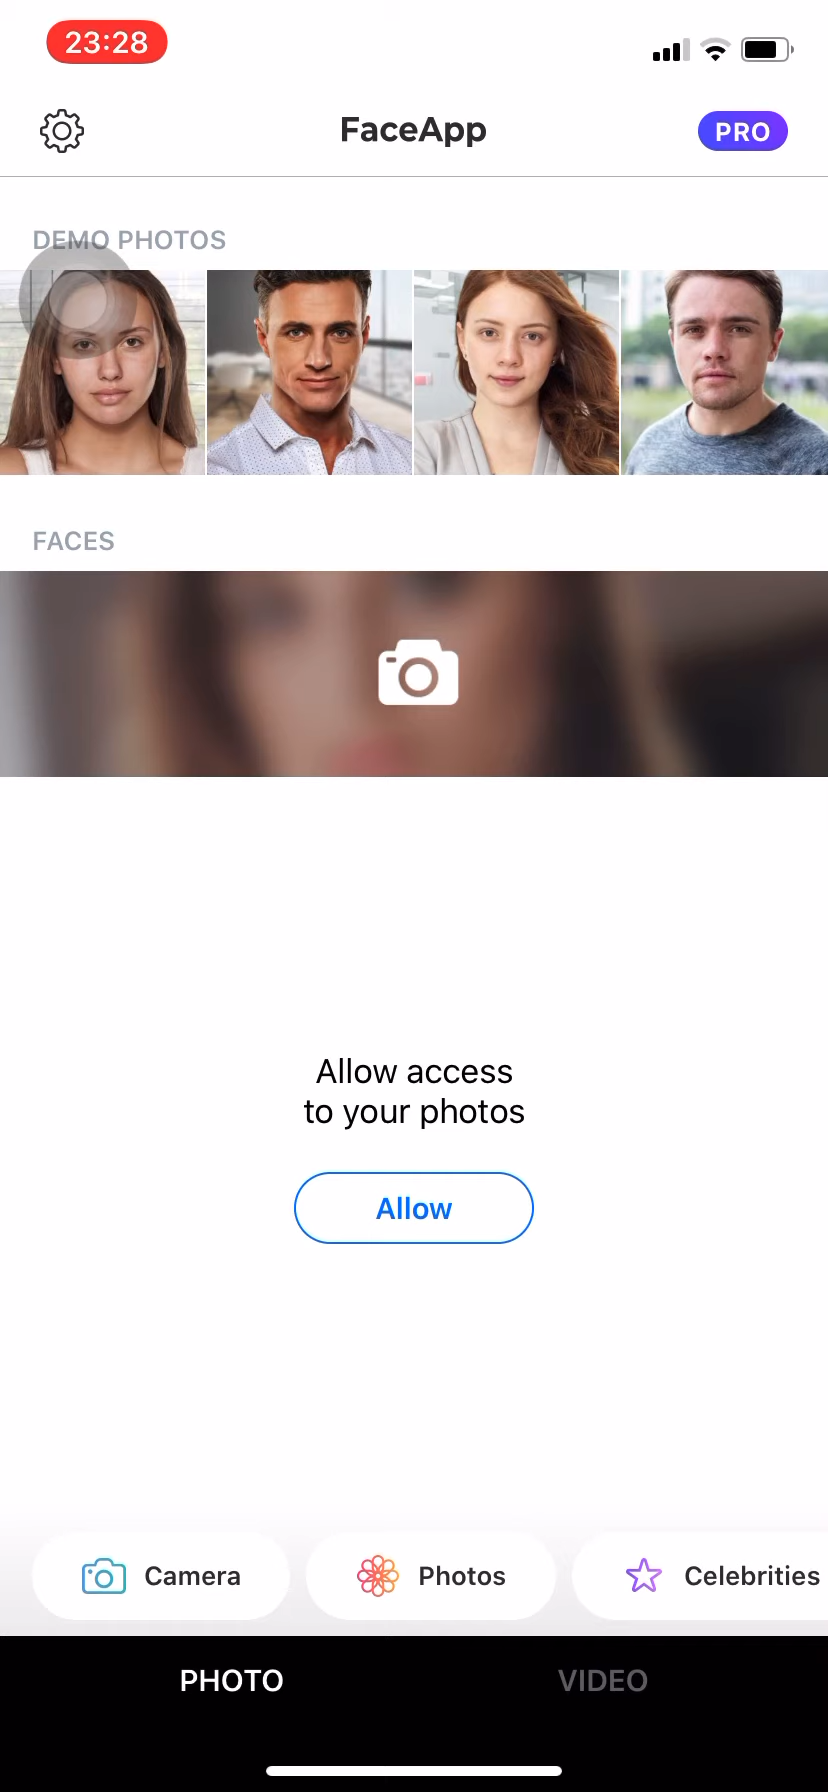 23:28
FaceApp
PRO
DEMO PHOTOS
FACES
Allow access
to your photos
Allow
Camera
Photos
Celebrities
PHOTO
VIDEO